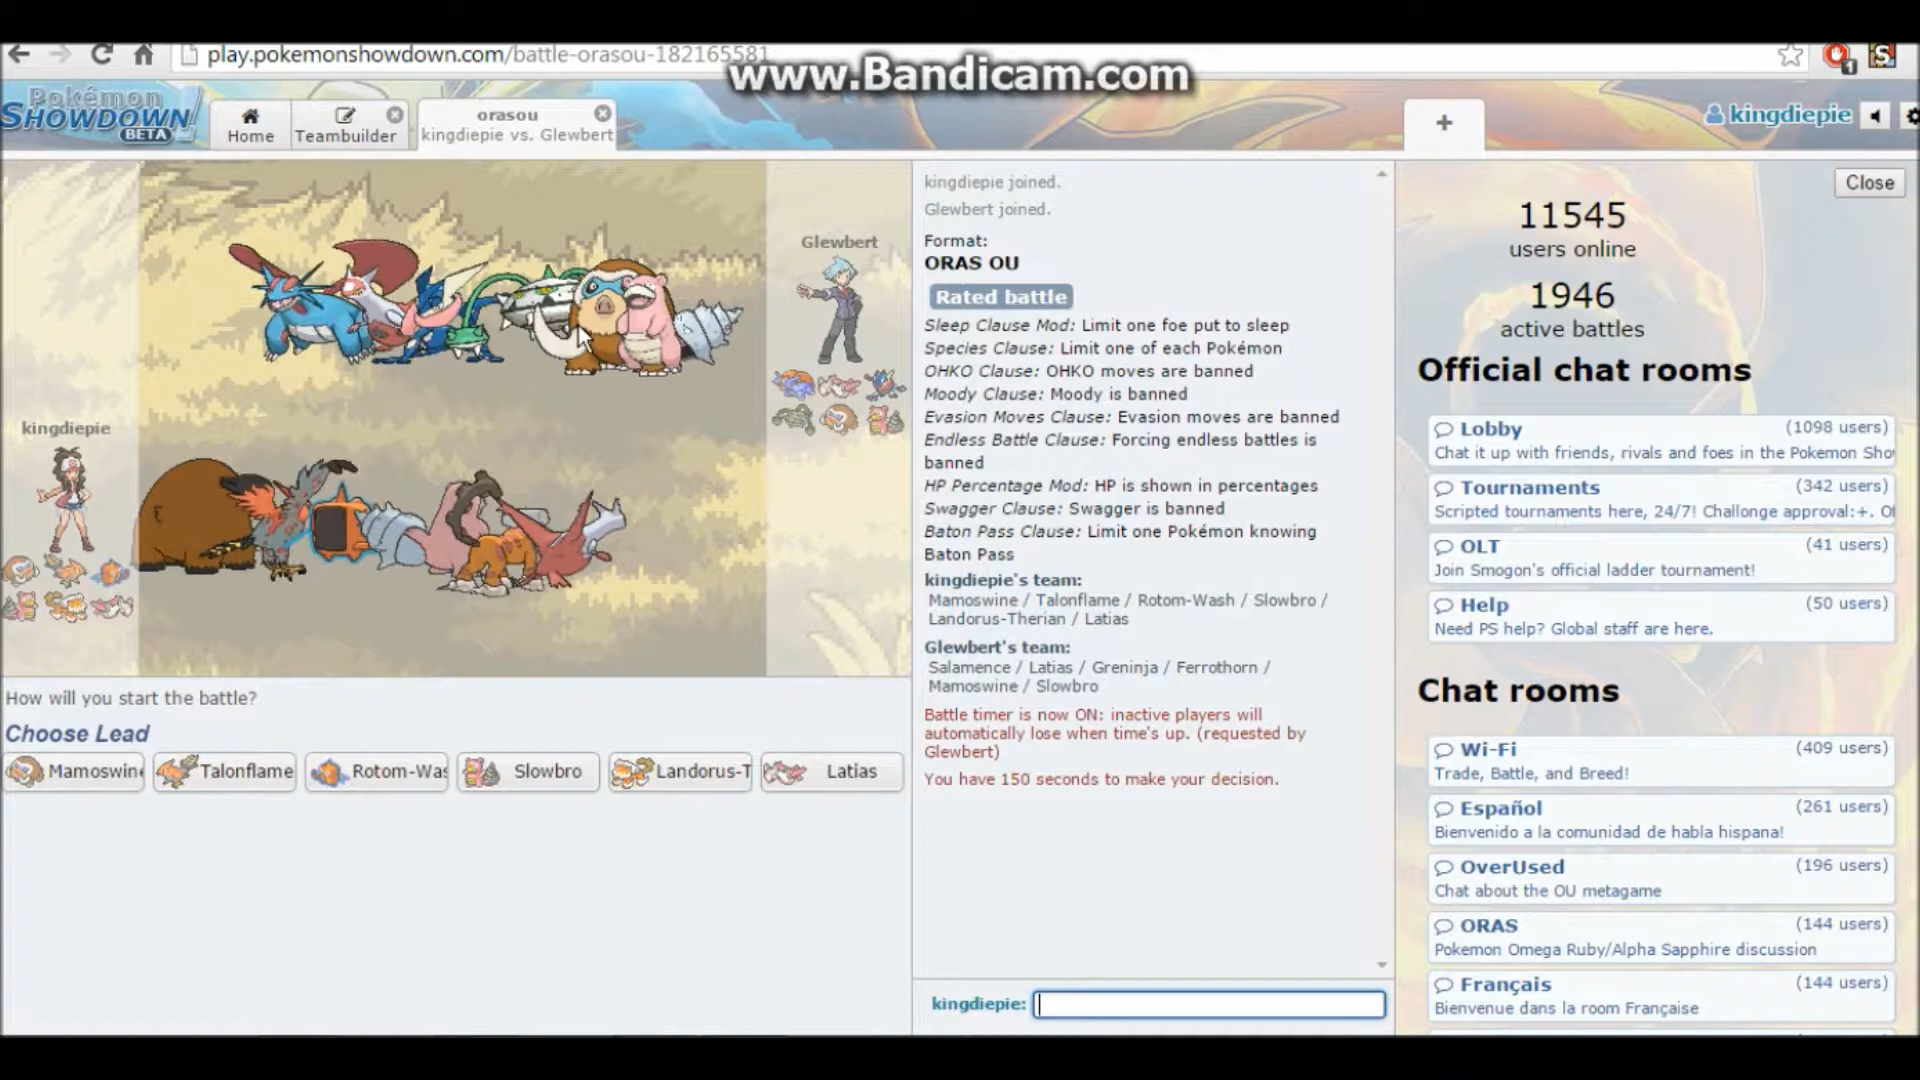 play.pokemonshowdown.com/battle-orasou-182165581
www.Bandicam.com
1
Pokémon
SHOWDOWN
BETA
Home
Teambuilder
orasou
kingdiepie vs. Glewbert
+
kingdiepie
kingdiepie
Glewbert
How will you start the battle?
Choose Lead
Mamoswin
Talonflame
Rotom-Was
Slowbro
Landorus-T
Latias
kingdiepie joined.
Glewbert joined.
Format:
ORAS OU
Rated battle
Sleep Clause Mod: Limit one foe put to sleep
Species Clause: Limit one of each Pokémon
OHKO Clause: OHKO moves are banned
Moody Clause: Moody is banned
Evasion Moves Clause: Evasion moves are banned
Endless Battle Clause: Forcing endless battles is
banned
HP Percentage Mod: HP is shown in percentages
Swagger Clause: Swagger is banned
Baton Pass Clause: Limit one Pokémon knowing
Baton Pass
kingdiepie's team:
Mamoswine / Talonflame / Rotom-Wash / Slowbro /
Landorus-Therian / Latias
Glewbert's team:
Salamence / Latias / Greninja / Ferrothorn /
Mamoswine / Slowbro
Battle timer is now ON: inactive players will
automatically lose when time's up. (requested by
Glewbert)
You have 150 seconds to make your decision.
kingdiepie:
Close
11545
users online
1946
active battles
Official chat rooms
Lobby (1098 users)
Chat it up with friends, rivals and foes in the Pokemon Sho
Tournaments (342 users)
Scripted tournaments here, 24/7! Challonge approval:+. O
OLT (41 users)
Join Smogon's official ladder tournament!
Help (50 users)
Need PS help? Global staff are here.
Chat rooms
Wi-Fi (409 users)
Trade, Battle, and Breed!
Español (261 users)
Bienvenido a la comunidad de habla hispana!
OverUsed (196 users)
Chat about the OU metagame
ORAS (144 users)
Pokemon Omega Ruby/Alpha Sapphire discussion
Français (144 users)
Bienvenue dans la room Française